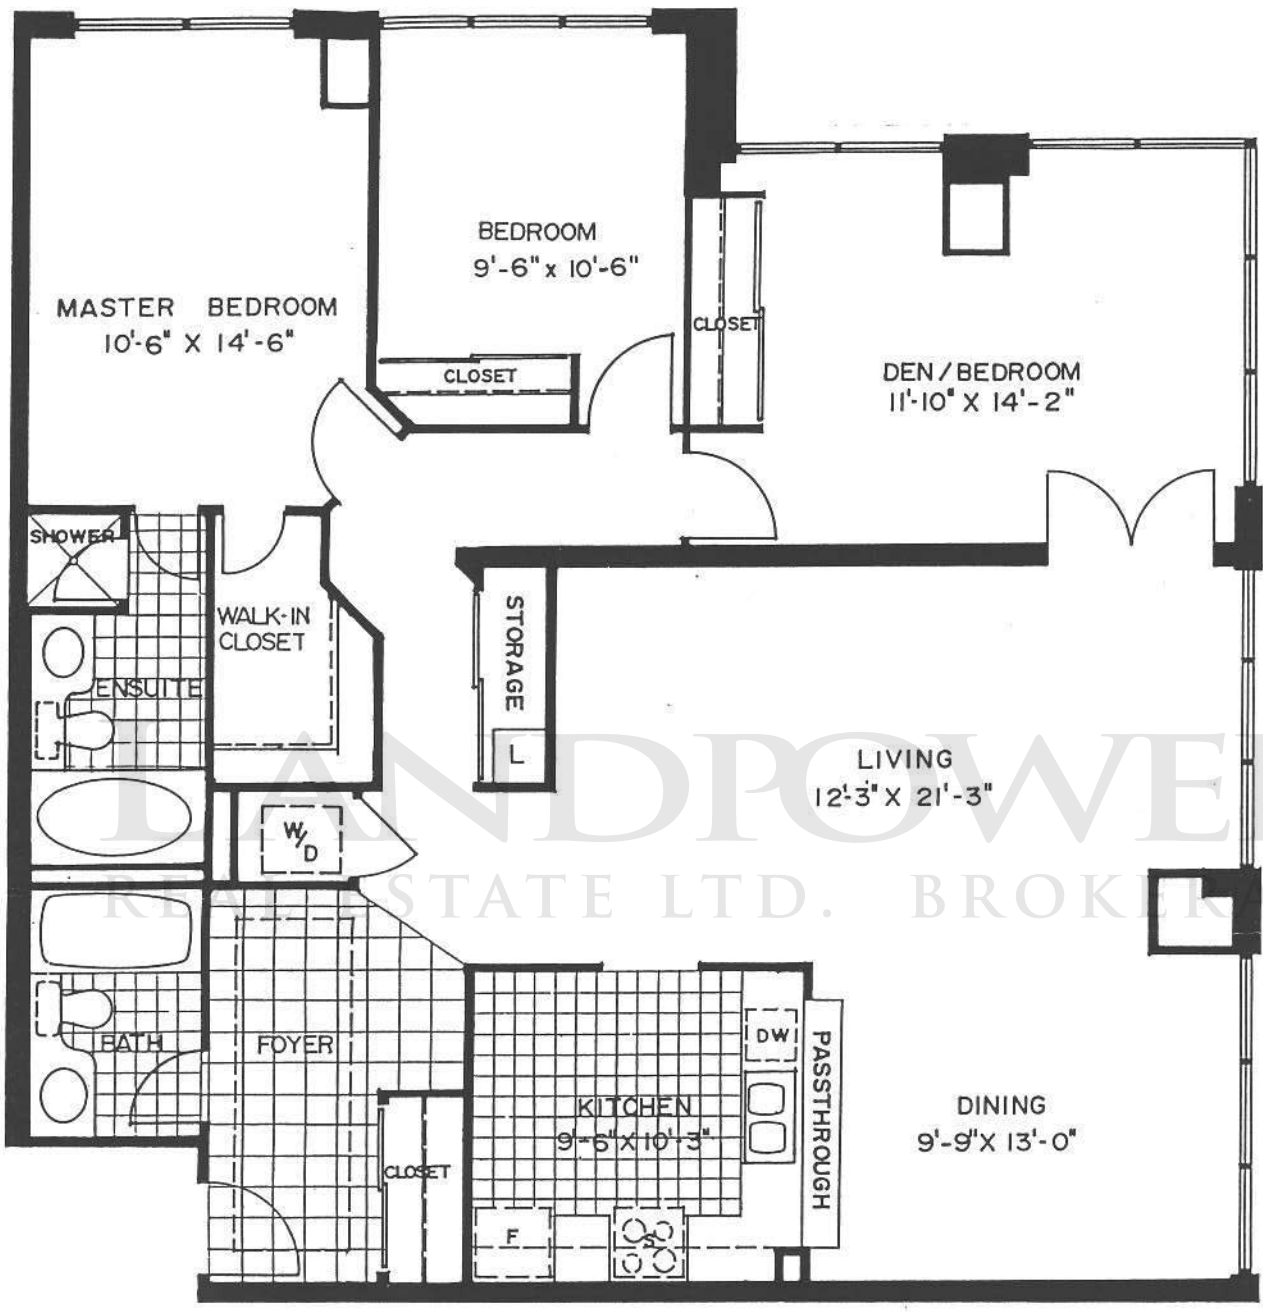 BEDROOM
9'-6" x 10'-6"
MASTER BEDROOM
10'-6" X 14'-6"
CLOSET
CLOSET
DEN/BEDROOM
11'-10" X 14'-2"
SHOWER
WALK-IN
CLOSET
STORAGE
L
ENSUITE
LIVING
12'-3" X 21'-3"
W/D
LANDPOWE
REAL ESTATE LTD. BROKERA
BATH
FOYER
DW
PASSTHROUGH
KITCHEN
9'-6" X 10'-3"
DINING
9'-9" X 13'-0"
CLOSET
F
S